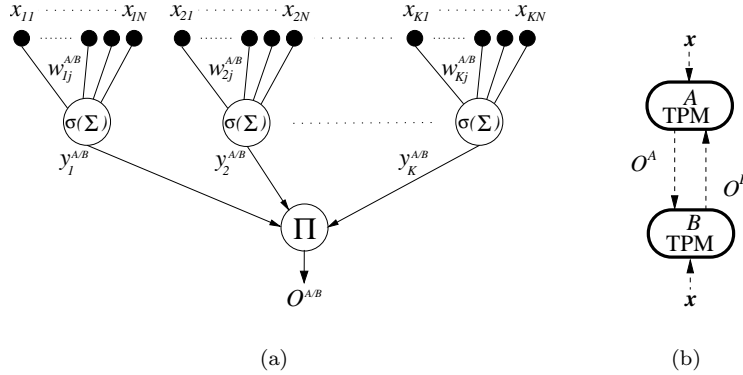 x11 x1N x21 x2N xK1 xKN
w1j^A/B w2j^A/B wKj^A/B
σ(Σ) σ(Σ) σ(Σ)
y1^A/B y2^A/B yK^A/B
Π
O^A/B
(a)
x
A
TPM
O^A
B
TPM
x
(b)